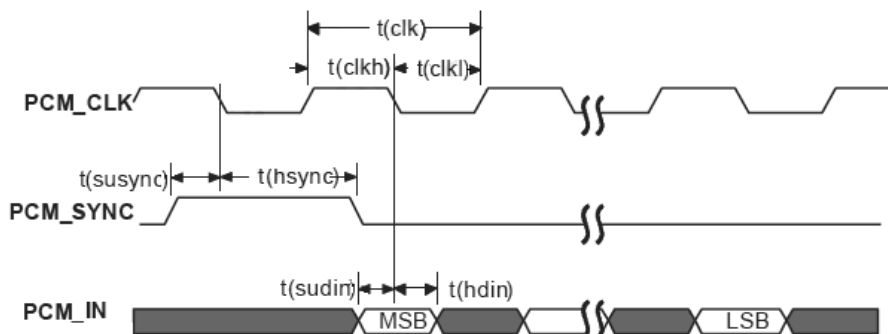 t(clk)
t(clkh)
t(clkl)
PCM_CLK
t(susync)
t(hsync)
PCM_SYNC
t(sudin)
t(hdin)
PCM_IN
MSB
LSB